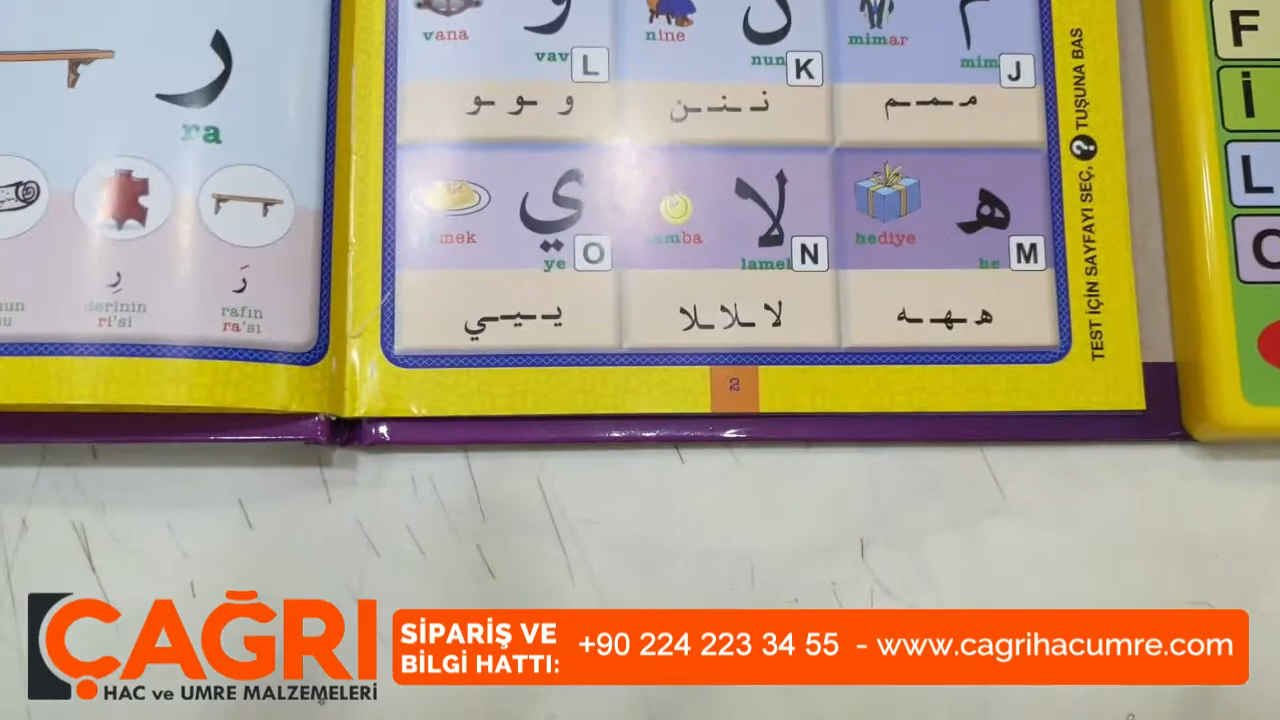 ر
ra
derinin
ri'si
رِ
rafın
ra'sı
رَ
vana
vav
L
و ـو ـو
nine
nun
K
نـ ـنـ ـن
mimar
mim
J
مـ ـمـ ـم
ي
ye
O
يـ ـيـ ـي
لا
N
لا ـلا ـلا
hediye
ه
he
M
هـ ـهـ ـه
2
TEST İÇİN SAYFAYI SEÇ, ? TUŞUNA BAS
F
İ
L
ÇAĞRI
HAC ve UMRE MALZEMELERİ
SİPARİŞ VE
BİLGİ HATTI:
+90 224 223 34 55 - www.cagrihacumre.com